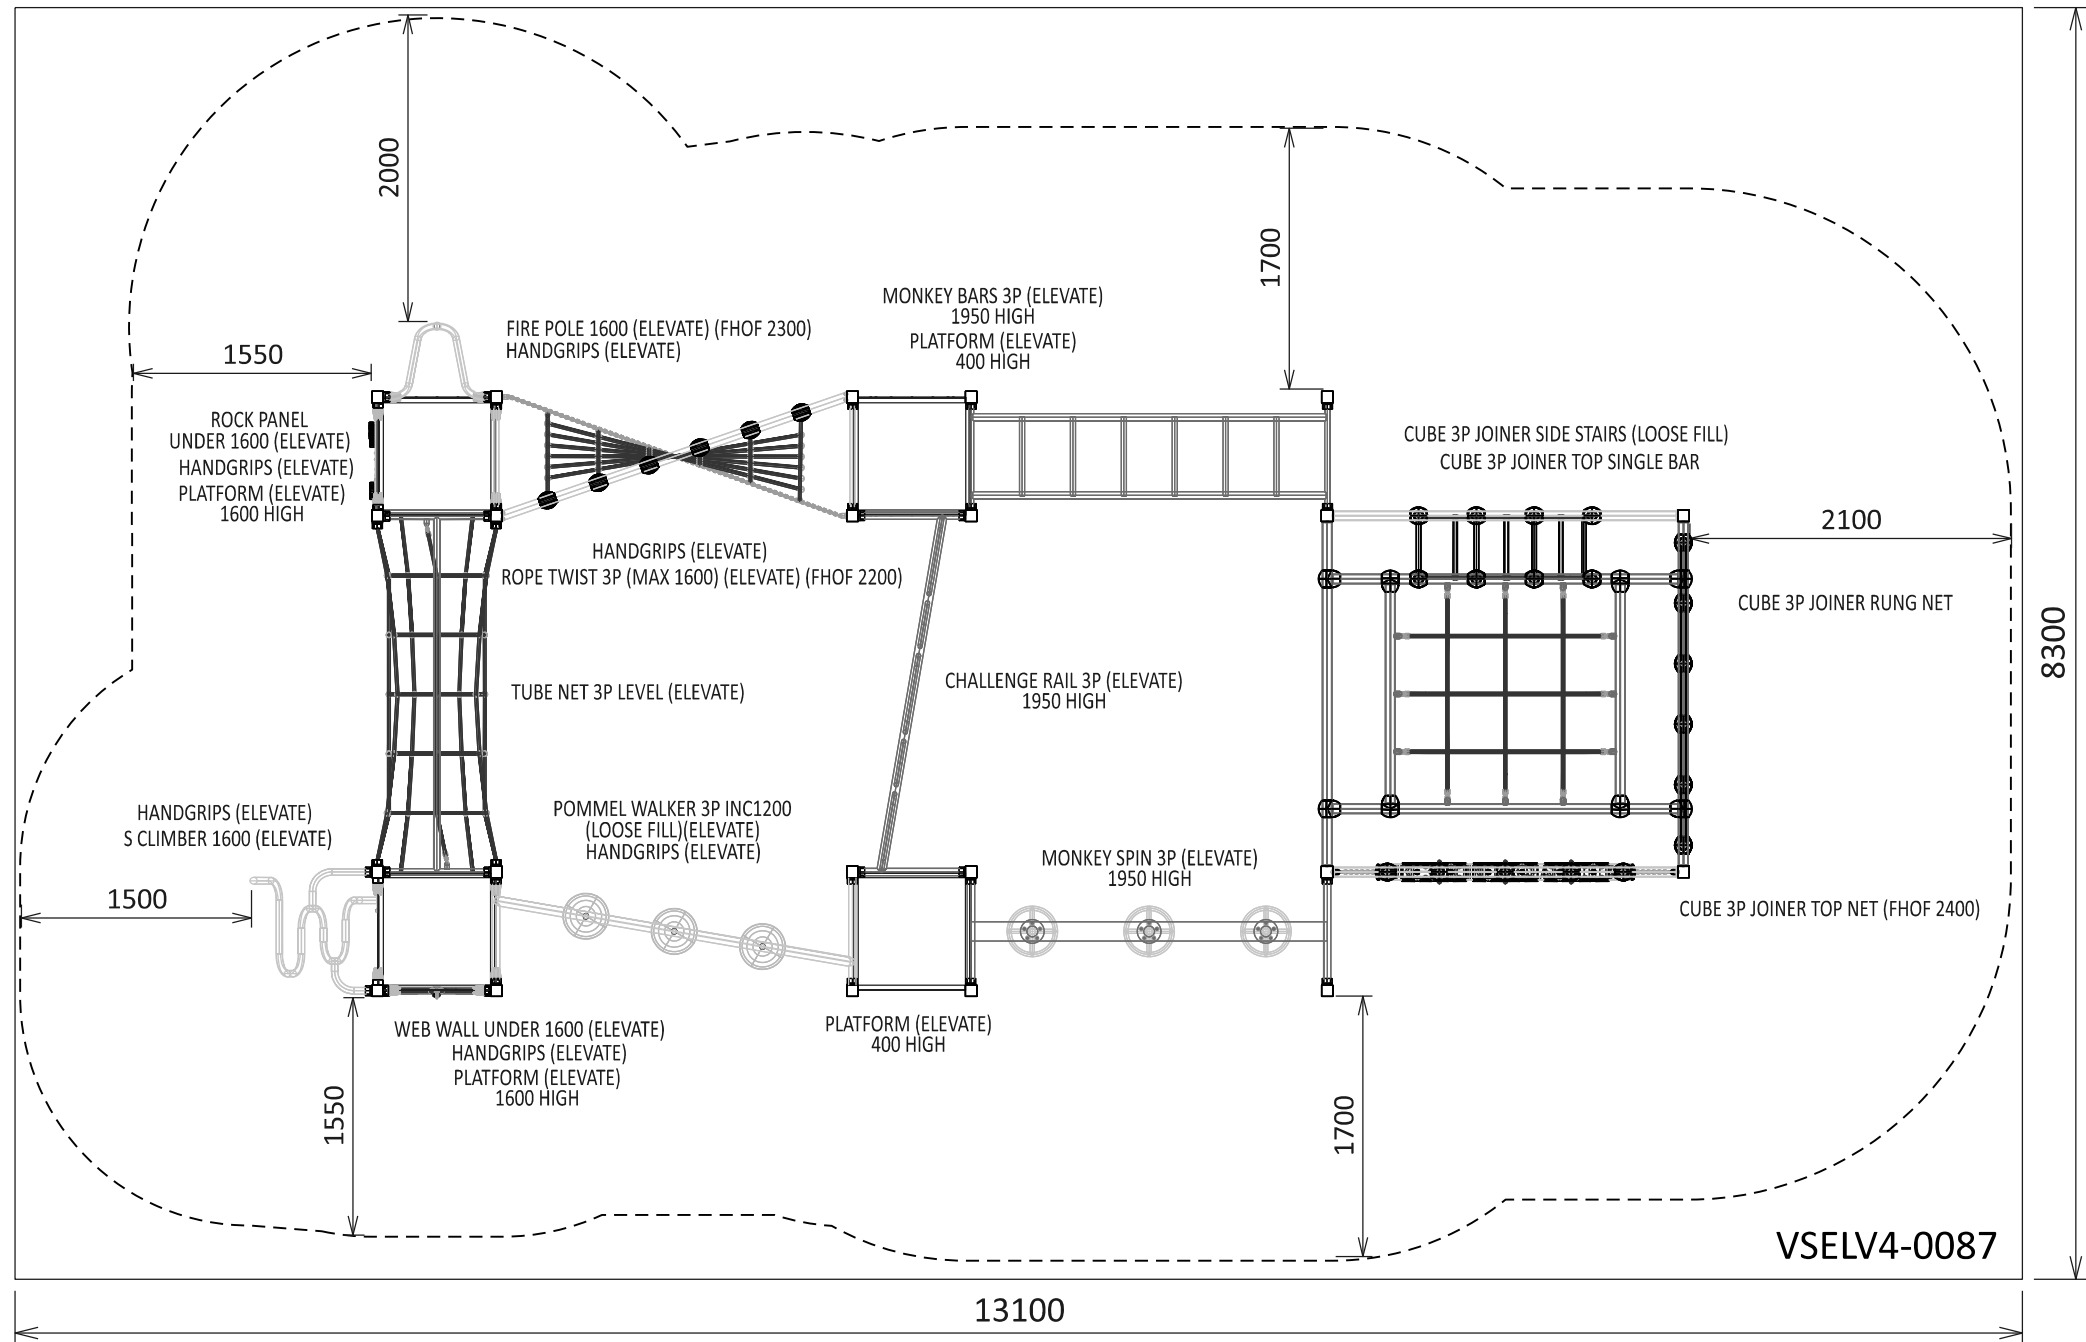 2000
1700
MONKEY BARS 3P (ELEVATE)
1950 HIGH
PLATFORM (ELEVATE)
400 HIGH
FIRE POLE 1600 (ELEVATE) (FHOF 2300)
HANDGRIPS (ELEVATE)
1550
ROCK PANEL
UNDER 1600 (ELEVATE)
HANDGRIPS (ELEVATE)
PLATFORM (ELEVATE)
1600 HIGH
CUBE 3P JOINER SIDE STAIRS (LOOSE FILL)
CUBE 3P JOINER TOP SINGLE BAR
2100
HANDGRIPS (ELEVATE)
ROPE TWIST 3P (MAX 1600) (ELEVATE) (FHOF 2200)
CUBE 3P JOINER RUNG NET
8300
TUBE NET 3P LEVEL (ELEVATE)
CHALLENGE RAIL 3P (ELEVATE)
1950 HIGH
HANDGRIPS (ELEVATE)
S CLIMBER 1600 (ELEVATE)
POMMEL WALKER 3P INC1200
(LOOSE FILL)(ELEVATE)
HANDGRIPS (ELEVATE)
MONKEY SPIN 3P (ELEVATE)
1950 HIGH
1500
CUBE 3P JOINER TOP NET (FHOF 2400)
WEB WALL UNDER 1600 (ELEVATE)
HANDGRIPS (ELEVATE)
PLATFORM (ELEVATE)
1600 HIGH
PLATFORM (ELEVATE)
400 HIGH
1550
1700
VSELV4-0087
13100